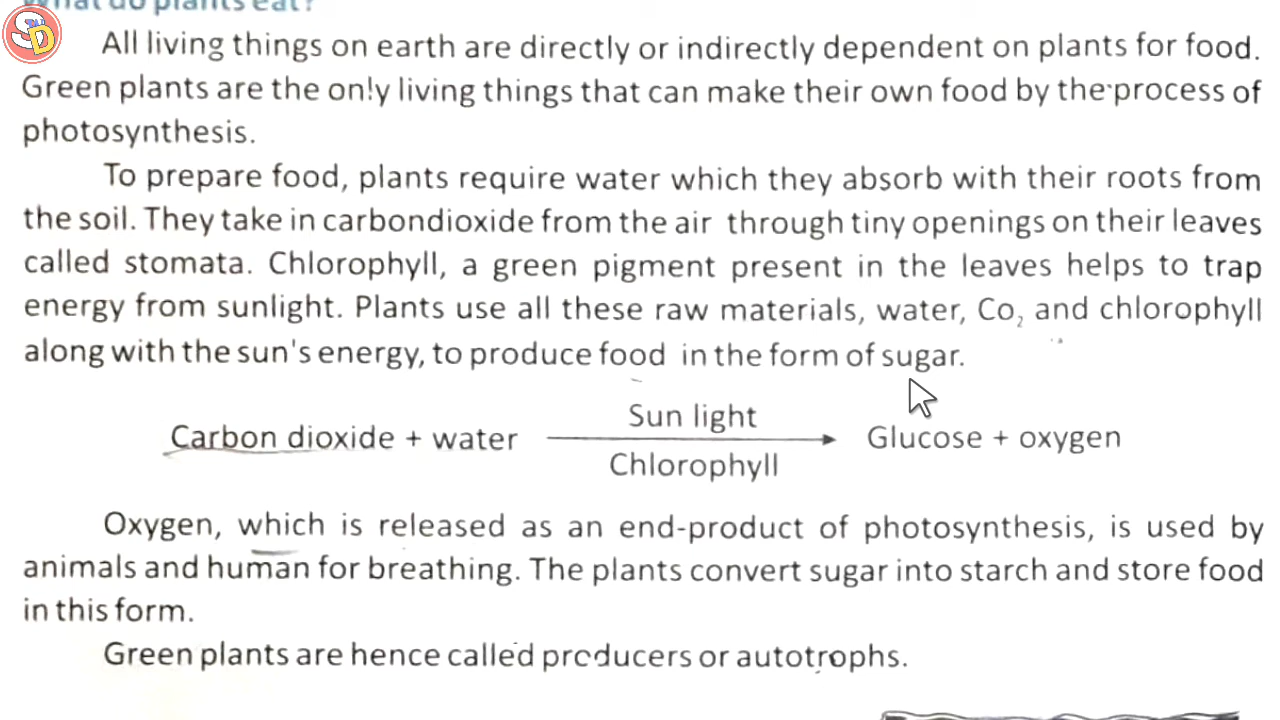 What do plants eat?
SD
All living things on earth are directly or indirectly dependent on plants for food.
Green plants are the only living things that can make their own food by the process of
photosynthesis.
To prepare food, plants require water which they absorb with their roots from
the soil. They take in carbondioxide from the air through tiny openings on their leaves
called stomata. Chlorophyll, a green pigment present in the leaves helps to trap
energy from sunlight. Plants use all these raw materials, water, Co₂ and chlorophyll
along with the sun's energy, to produce food in the form of sugar.
Sun light
Carbon dioxide + water → Glucose + oxygen
Chlorophyll
Oxygen, which is released as an end-product of photosynthesis, is used by
animals and human for breathing. The plants convert sugar into starch and store food
in this form.
Green plants are hence called producers or autotrophs.